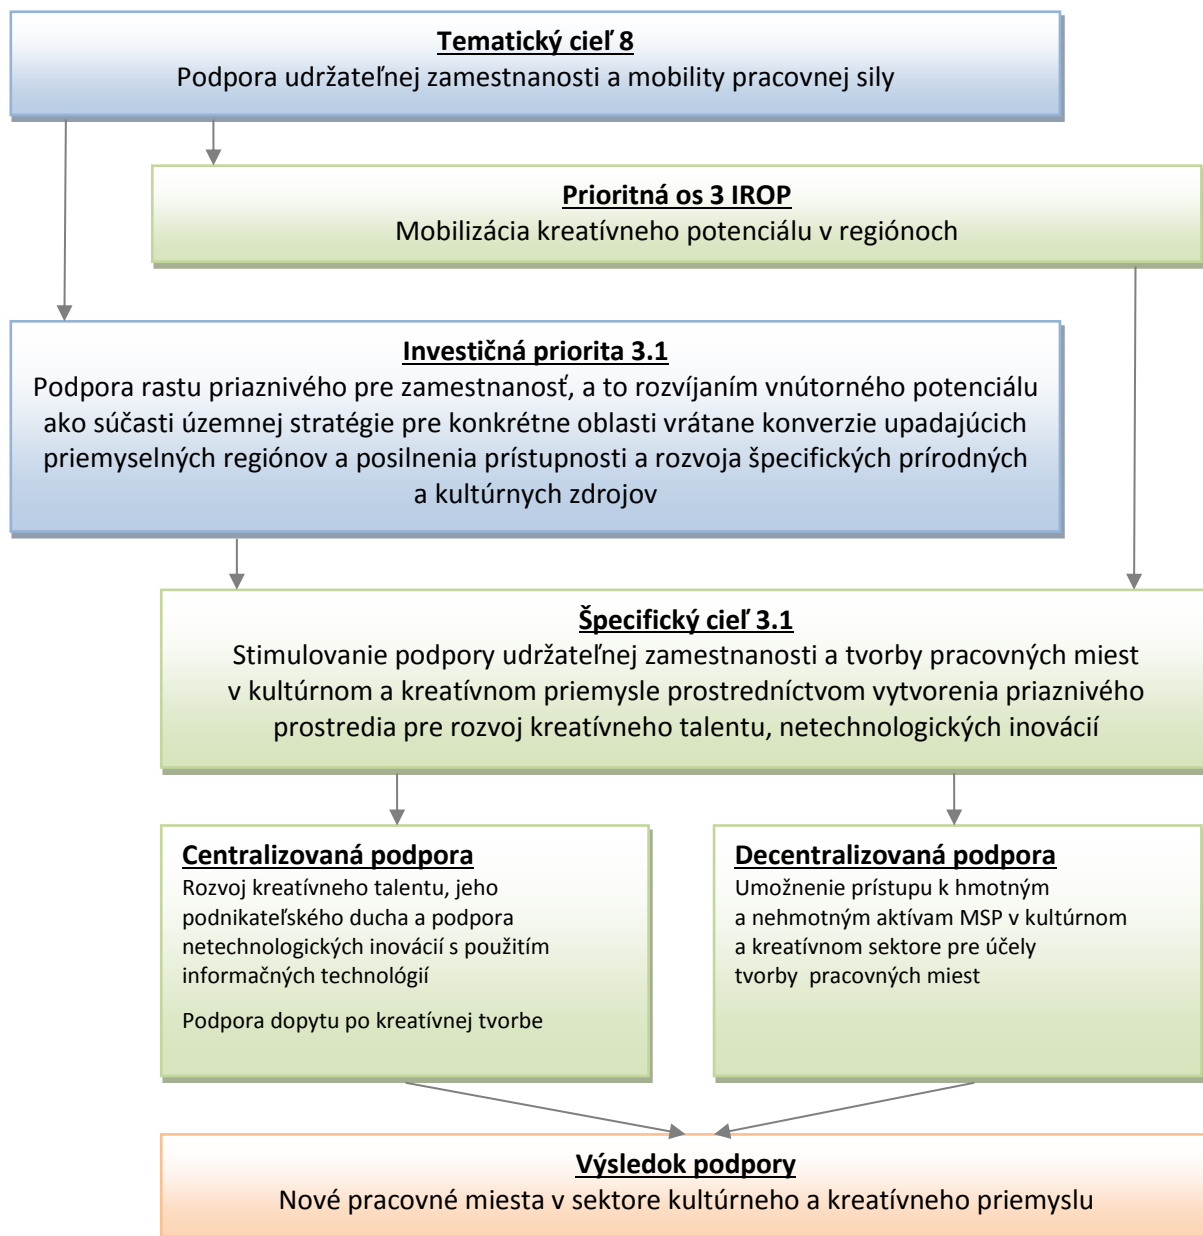 Tematický cieľ 8
Podpora udržateľnej zamestnanosti a mobility pracovnej sily
Prioritná os 3 IROP
Mobilizácia kreatívneho potenciálu v regiónoch
Investičná priorita 3.1
Podpora rastu priaznivého pre zamestnanosť, a to rozvíjaním vnútorného potenciálu
ako súčasti územnej stratégie pre konkrétne oblasti vrátane konverzie upadajúcich
priemyselných regiónov a posilnenia prístupnosti a rozvoja špecifických prírodných
a kultúrnych zdrojov
Špecifický cieľ 3.1
Stimulovanie podpory udržateľnej zamestnanosti a tvorby pracovných miest
v kultúrnom a kreatívnom priemysle prostredníctvom vytvorenia priaznivého
prostredia pre rozvoj kreatívneho talentu, netechnologických inovácií
Centralizovaná podpora
Rozvoj kreatívneho talentu, jeho
podnikateľského ducha a podpora
netechnologických inovácií s použitím
informačných technológií
Podpora dopytu po kreatívnej tvorbe
Decentralizovaná podpora
Umožnenie prístupu k hmotným
a nehmotným aktívam MSP v kultúrnom
a kreatívnom sektore pre účely
tvorby  pracovných miest
Výsledok podpory
Nové pracovné miesta v sektore kultúrneho a kreatívneho priemyslu